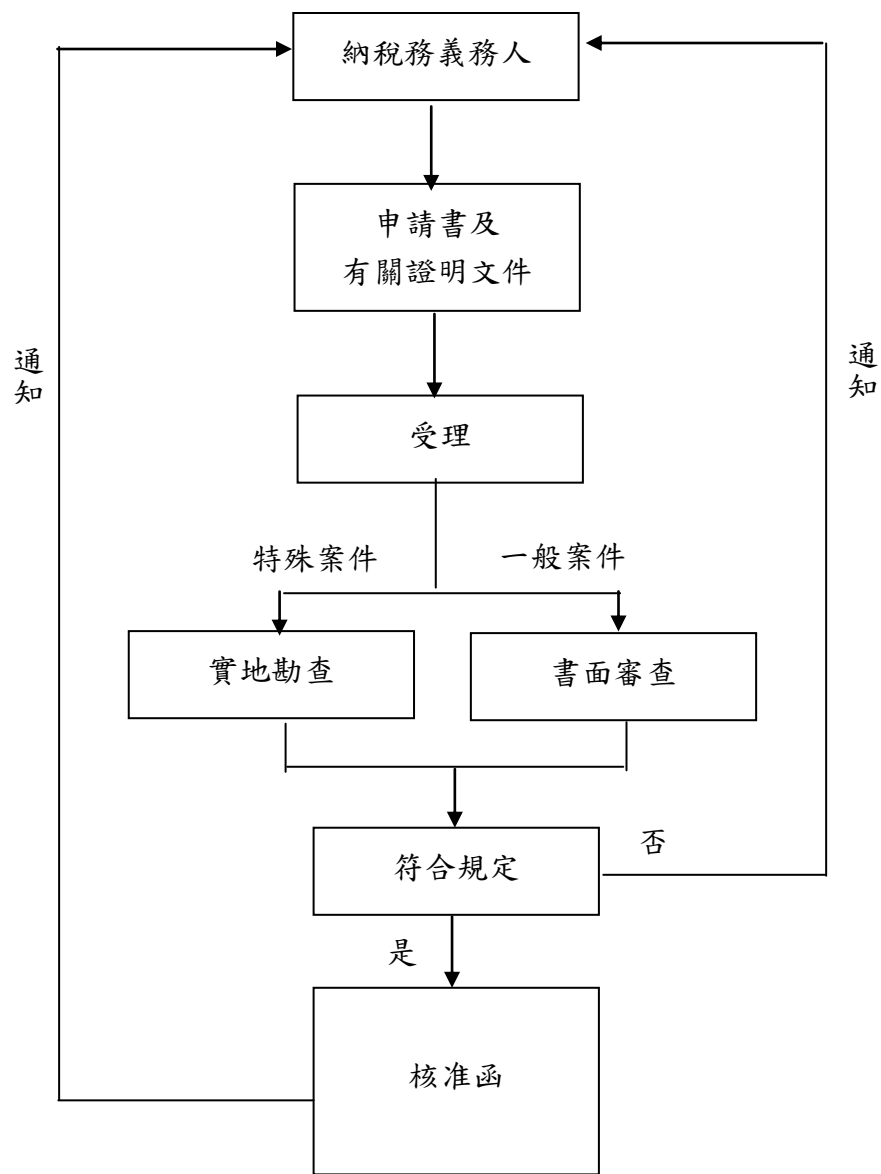 納稅務義務人
申請書及
有關證明文件
通知
通知
受理
特殊案件
一般案件
實地勘查
書面審查
符合規定
否
是
核准函